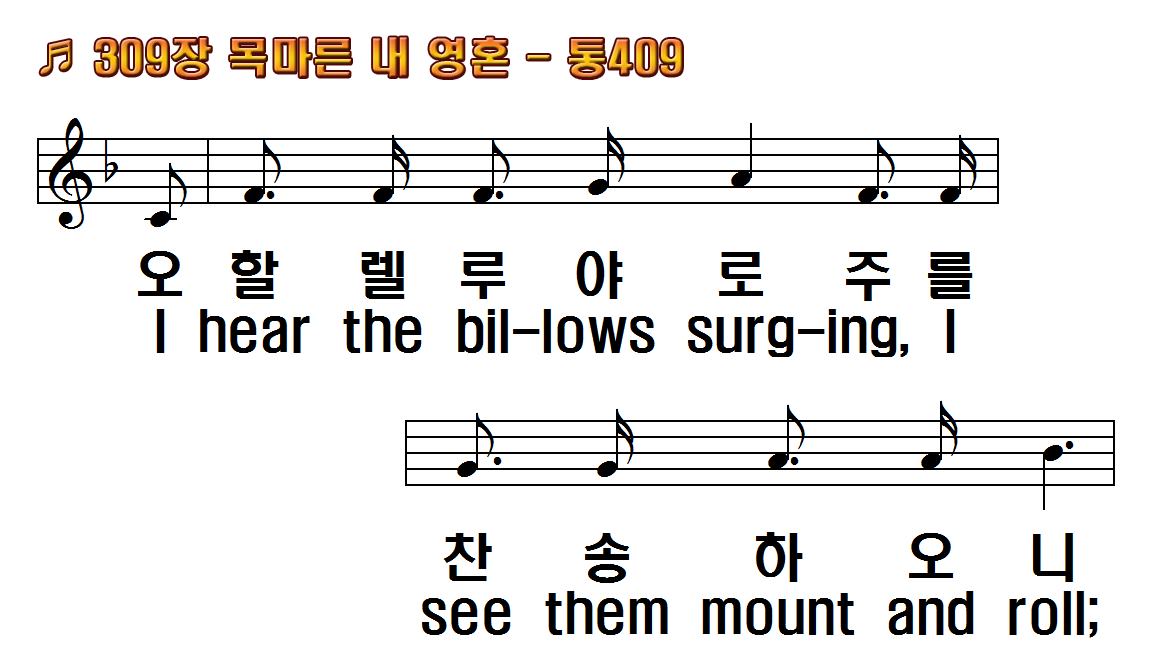 ♬ 309장 목마른 내 영혼 - 통409
오 할 렐 루 야 로 주 를
I hear the bil-lows surg-ing, I
찬 송 하 오 니
see them mount and roll;